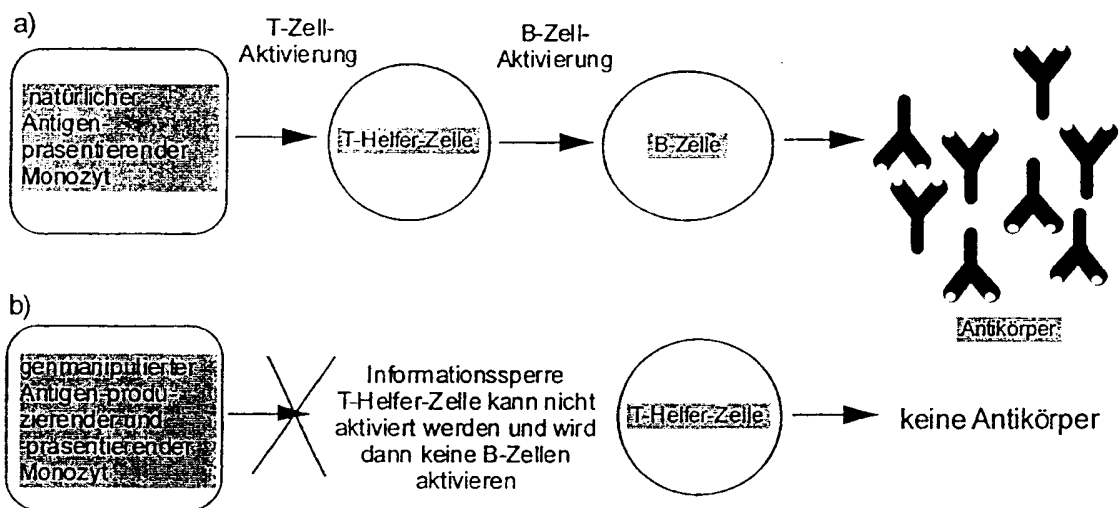 a)
T-Zell-
Aktivierung
B-Zell-
Aktivierung
natürlicher
Antigen-
präsentierender
Monozyt
T-Helfer-Zelle
B-Zelle
Antikörper
b)
genmanipulierter
Antigen-produ-
zierender und
präsentierender
Monozyt
Informationssperre
T-Helfer-Zelle kann nicht
aktiviert werden und wird
dann keine B-Zellen
aktivieren
T-Helfer-Zelle
keine Antikörper